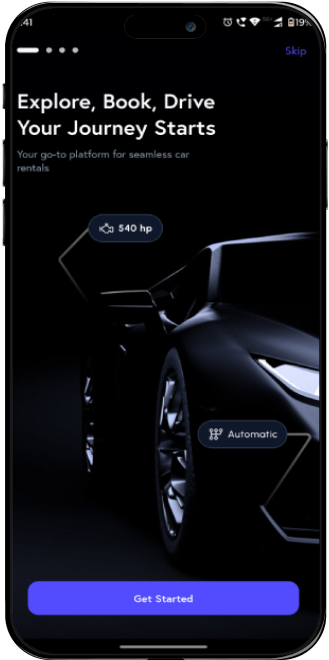 :41
19%
Skip
Explore, Book, Drive
Your Journey Starts
Your go-to platform for seamless car
rentals
540 hp
Automatic
Get Started